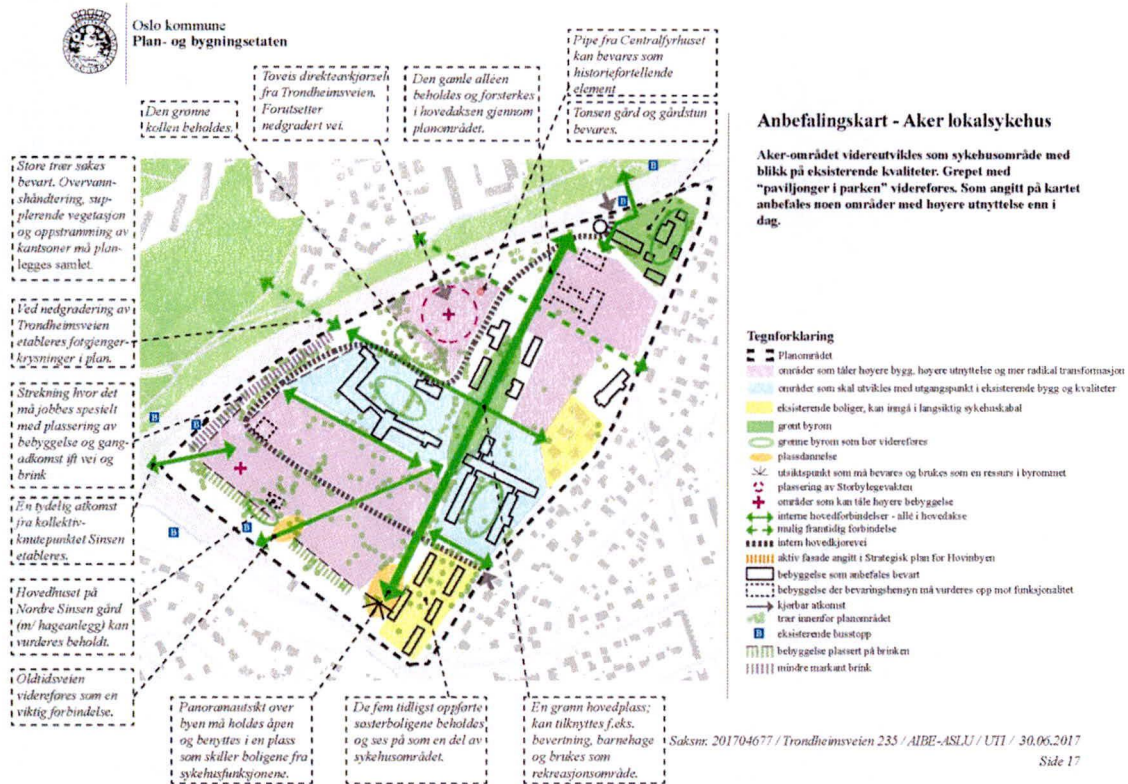 Oslo kommune
Plan- og bygningsetaten
Den grønne
kollen beholdes.
Toveis direkteavkjørsel
fra Trondheimsveien.
Forutsetter
nedgradert vei.
Den gamle allèen
beholdes og forsterkes
i hovedaksen gjennom
planområdet.
Pipe fra Centralfyrhuset
kan bevares som
historiefortellende
element
Tonsen gård og gårdstun
bevares.
Store trær søkes
bevart. Overvanns-
håndtering, sup-
plerende vegetasjon
og oppstramming av
kantsoner må plan-
legges samlet.
Ved nedgradering av
Trondheimsveien
etableres fotgjenger-
krysninger i plan.
Strekning hvor det
må jobbes spesielt
med plassering av
bebyggelse og gang-
adkomst ift vei og
brink
En tydelig atkomst
fra kollektiv-
knutepunktet Sinsen
etableres.
Hovedhuset på
Nordre Sinsen gård
(m/ hageanlegg) kan
vurderes beholdt.
Oldtidsveien
videreføres som en
viktig forbindelse.
Panoramautsikt over
byen må holdes åpen
og benyttes i en plass
som skiller boligene fra
sykehusfunksjonene.
De fem tidligst oppførte
søsterboligene beholdes
og ses på som en del av
sykehusområdet.
En grønn hovedplass;
kan tilknyttes f.eks.
bevertning, barnehage
og brukes som
rekreasjonsområde.
B
B
B
B
B
B
Anbefalingskart - Aker lokalsykehus
Aker-området videreutvikles som sykehusområde med
blikk på eksisterende kvaliteter. Grepet med
"paviljonger i parken" videreføres. Som angitt på kartet
anbefales noen områder med høyere utnyttelse enn i
dag.
Tegnforklaring
Planområdet
områder som tåler høyere bygg, høyere utnyttelse og mer radikal transformasjon
områder som skal utvikles med utgangspunkt i eksisterende bygg og kvaliteter
eksisterende boliger, kan inngå i langsiktig sykehuskabal
grønt byrom
grønne byrom som bør videreføres
plassdannelse
utsiktspunkt som må bevares og brukes som en ressurs i byrommet
plassering av Storbylegevakten
områder som kan tåle høyere bebyggelse
interne hovedforbindelser - allé i hovedakse
mulig framtidig forbindelse
intern hovedkjørevei
aktiv fasade angitt i Strategisk plan for Hovinbyen
bebyggelse som anbefales bevart
bebyggelse der bevaringshensyn må vurderes opp mot funksjonalitet
kjørbar atkomst
trær innenfor planområdet
B eksisterende busstopp
bebyggelse plassert på brinken
mindre markant brink
Saksnr. 201704677 / Trondheimsveien 235 / AIBE-ASLU / UTI / 30.06.2017
Side 17